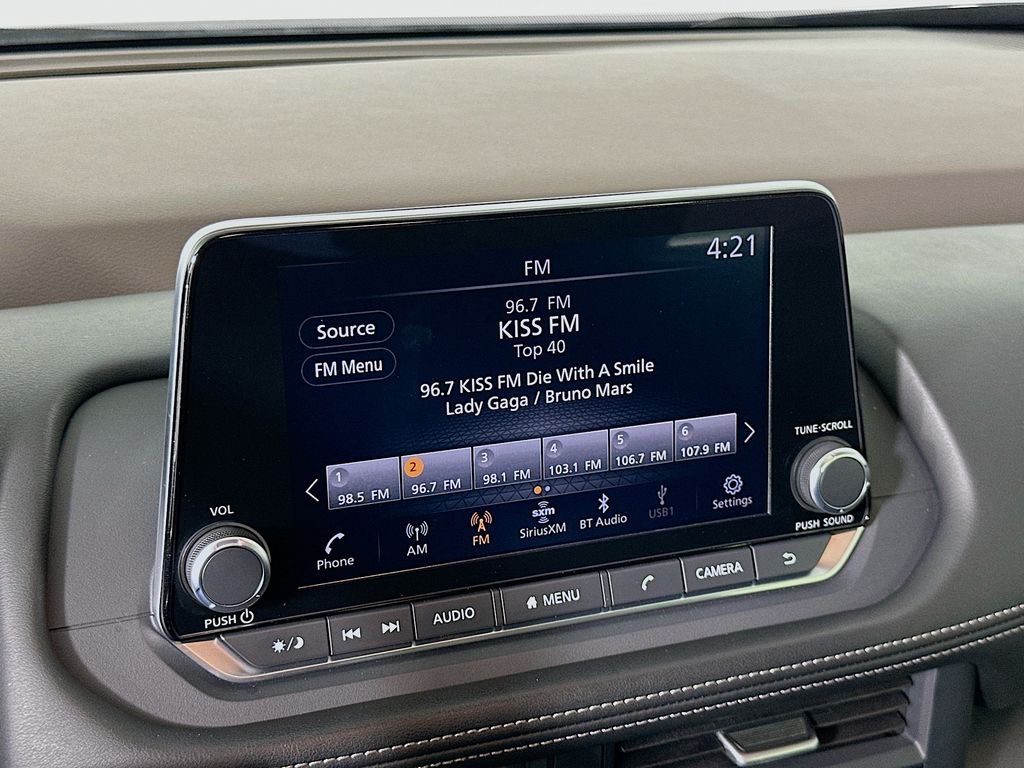 4:21
FM
96.7 FM
KISS FM
Top 40
Source
FM Menu
96.7 KISS FM Die With A Smile
Lady Gaga / Bruno Mars
1
98.5 FM
2
96.7 FM
3
98.1 FM
4
103.1 FM
5
106.7 FM
6
107.9 FM
Phone
AM
FM
sxm
SiriusXM
BT Audio
USB1
Settings
VOL
PUSH
TUNE·SCROLL
PUSH SOUND
AUDIO
MENU
CAMERA